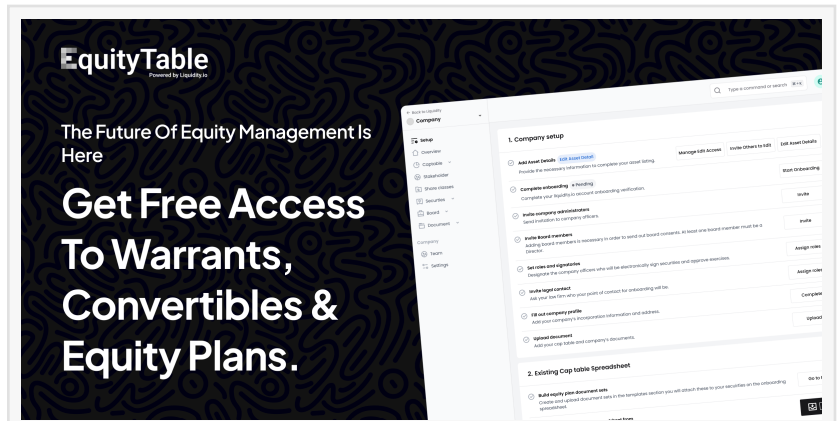 EquityTable
Powered by Liquidity.io
The Future Of Equity Management Is
Here
Get Free Access
To Warrants,
Convertibles &
Equity Plans.
Back to Liquidity
Company
Type a command or search
Setup
Overview
Captable
Stakeholder
Share classes
Securities
Board
Document
Company
Team
Settings
1. Company setup
Add Asset Details Edit Asset Detail
Provide the necessary information to complete your asset listing.
Manage Edit Access Invite Others to Edit Edit Asset Details
Complete onboarding Pending
Complete your liquidity.io account onboarding verification.
Start Onboarding
Invite company administrators
Send invitation to company officers.
Invite
Invite Board members
Adding board members is necessary in order to send out board consents. At least one board member must be a
Director.
Invite
Set roles and signatories
Designate the company officers who will be electronically sign securities and approve exercises.
Assign roles
Invite legal contact
Ask your law firm who your point of contact for onboarding will be.
Assign roles
Fill out company profile
Add your company's incorporation information and address.
Complete
Upload document
Add your cap table and company's documents.
Upload
2. Existing Cap table Spreadsheet
Build equity plan document sets
Create and upload document sets in the templates section you will attach these to your securities on the onboarding
spreadsheet.
Go to